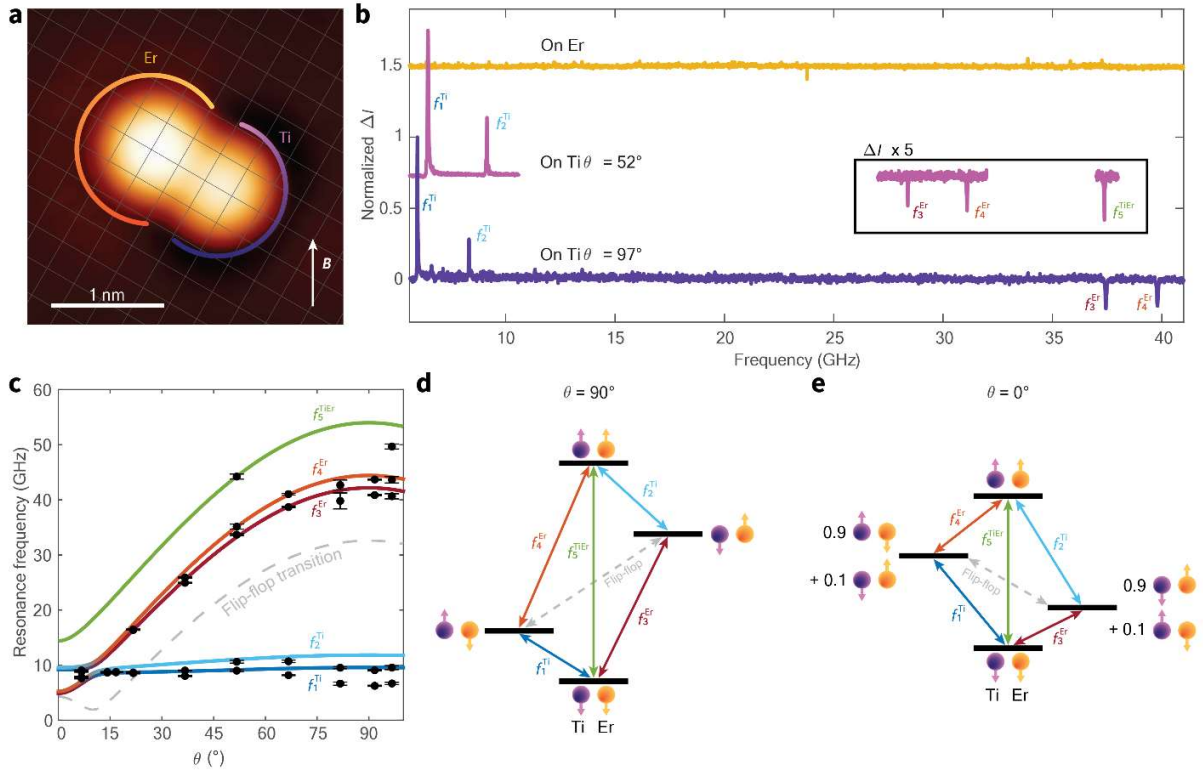 a
Er
Ti
B
1 nm
b
Normalized ΔI
1.5
1
0.5
0
On Er
f₁ᵀⁱ
f₂ᵀⁱ
On Ti θ = 52°
f₁ᵀⁱ
f₂ᵀⁱ
On Ti θ = 97°
ΔI x 5
f₃ᴱʳ
f₄ᴱʳ
f₅ᵀⁱᴱʳ
f₃ᴱʳ
f₄ᴱʳ
10 15 20 25 30 35 40
Frequency (GHz)
c
Resonance frequency (GHz)
60
50
40
30
20
10
0
f₅ᵀⁱᴱʳ
f₄ᴱʳ
f₃ᴱʳ
Flip-flop transition
f₂ᵀⁱ
f₁ᵀⁱ
0 15 30 45 60 75 90
θ (°)
d
θ = 90°
f₄ᴱʳ
f₅ᵀⁱᴱʳ
f₂ᵀⁱ
Flip-flop
f₁ᵀⁱ
f₃ᴱʳ
Ti Er
e
θ = 0°
f₄ᴱʳ
f₅ᵀⁱᴱʳ
f₂ᵀⁱ
0.9
+ 0.1
Flip-flop
0.9
+ 0.1
f₁ᵀⁱ
f₃ᴱʳ
Ti Er